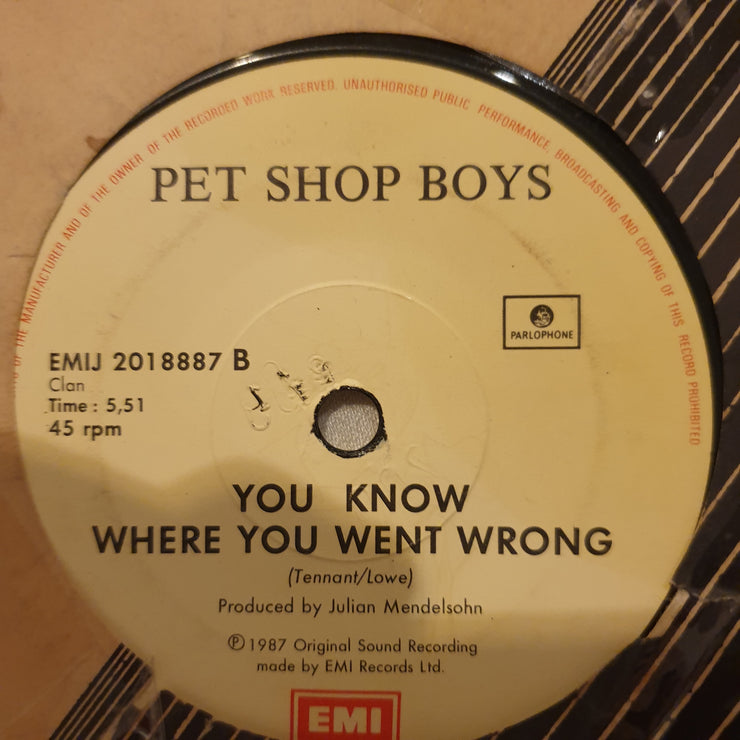 OF THE MANUFACTURER AND OF THE OWNER OF THE RECORDED WORK RESERVED. UNAUTHORISED PUBLIC PERFORMANCE, BROADCASTING AND COPYING OF THIS RECORD PROHIBITED
PET SHOP BOYS
PARLOPHONE
EMIJ 2018887 B
Clan
Time : 5,51
45 rpm
YOU KNOW
WHERE YOU WENT WRONG
(Tennant/Lowe)
Produced by Julian Mendelsohn
℗ 1987 Original Sound Recording
made by EMI Records Ltd.
EMI